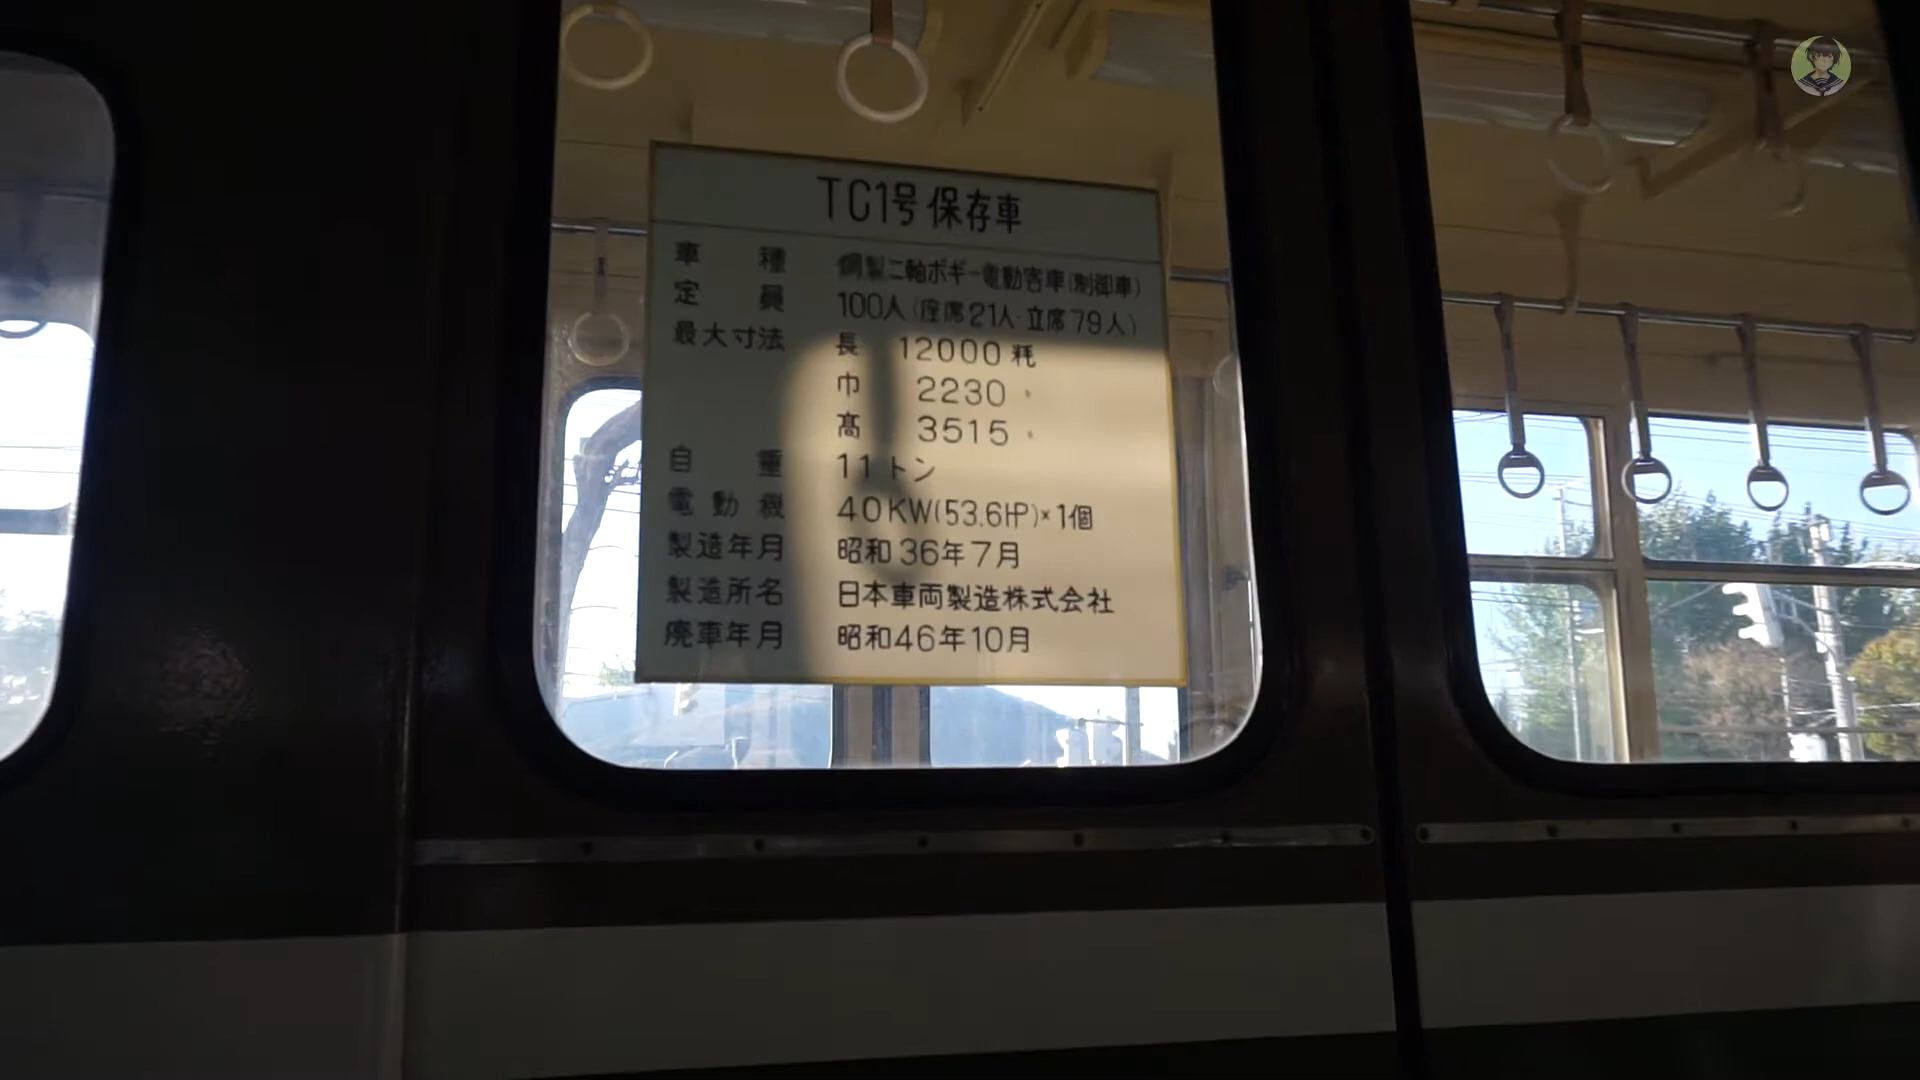 TC1号保存車
車種 鋼製二軸ボギー電動客車(制御車)
定員 100人(座席21人・立席79人)
最大寸法 長 12000粍
巾 2230 〃
髙 3515 〃
自重 11トン
電動機 40KW(53.6HP)×1個
製造年月 昭和36年7月
製造所名 日本車両製造株式会社
廃車年月 昭和46年10月